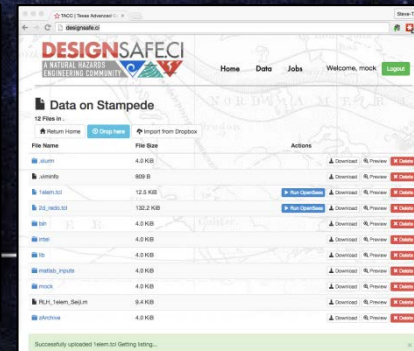 TACC | Texas Advanced C
Steve-T
designsafe.ci
DESIGNSAFE.CI
A NATURAL HAZARDS
ENGINEERING COMMUNITY
Home Data Jobs Welcome, mock Logout
Data on Stampede
12 Files in .
Return Home Drop here Import from Dropbox
File Name File Size Actions
.slurm 4.0 KiB Download Preview Delete
.viminfo 809 B Download Preview Delete
1elem.tcl 12.5 KiB Run OpenSees Download Preview Delete
2d_redo.tcl 132.2 KiB Run OpenSees Download Preview Delete
bin 4.0 KiB Download Preview Delete
intel 4.0 KiB Download Preview Delete
lib 4.0 KiB Download Preview Delete
matlab_inputs 4.0 KiB Download Preview Delete
mock 4.0 KiB Download Preview Delete
RLH_1elem_Seiji.m 9.4 KiB Download Preview Delete
zArchive 4.0 KiB Download Preview Delete
Successfully uploaded 1elem.tcl Getting listing...